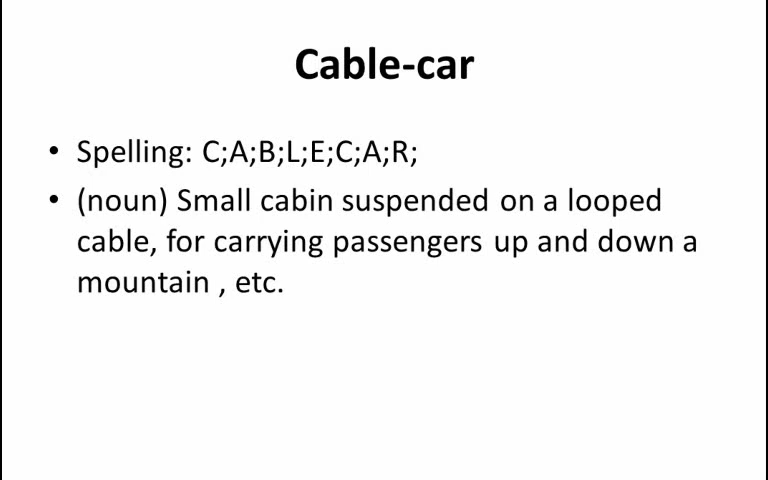 Cable-car
• Spelling: C;A;B;L;E;C;A;R;
• (noun) Small cabin suspended on a looped
cable, for carrying passengers up and down a
mountain , etc.